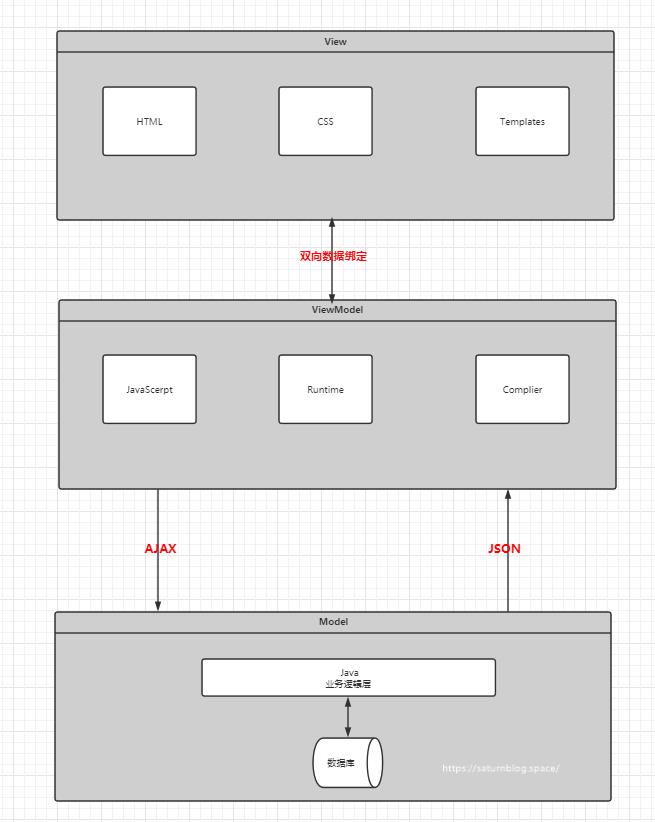 View
HTML
CSS
Templates
双向数据绑定
ViewModel
JavaScerpt
Runtime
Complier
AJAX
JSON
Model
Java
业务逻辑层
数据库
https://saturnblog.space/